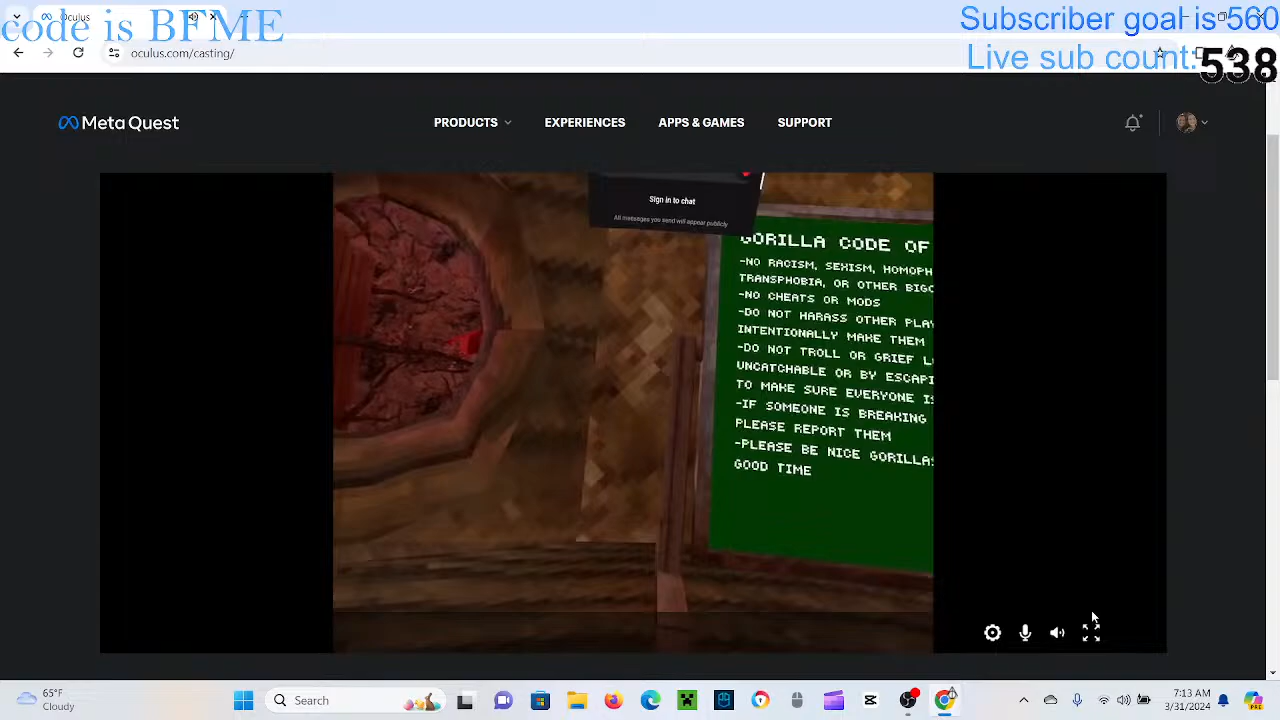 code is BFME
Oculus
Subscriber goal is 560
Live sub count: 538
oculus.com/casting/
Meta Quest
PRODUCTS
EXPERIENCES
APPS & GAMES
SUPPORT
Sign in to chat
All messages you send will appear publicly
GORILLA CODE OF
-NO RACISM, SEXISM, HOMOPH
TRANSPHOBIA, OR OTHER BIGO
-NO CHEATS OR MODS
-DO NOT HARASS OTHER PLAY
INTENTIONALLY MAKE THEM
-DO NOT TROLL OR GRIEF
UNCATCHABLE OR BY ESCAPI
TO MAKE SURE EVERYONE
-IF SOMEONE IS BREAKING
PLEASE REPORT THEM
-PLEASE BE NICE GORILLAS
GOOD TIME
65°F
Cloudy
Search
7:13 AM
3/31/2024